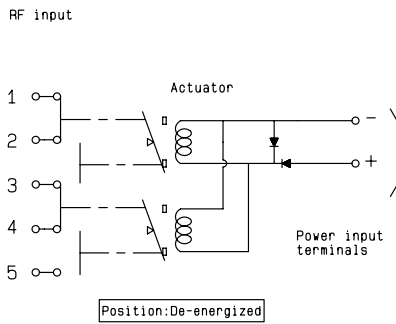 RF input
Actuator
1
2
3
4
5
-
+
Power input
terminals
Position:De-energized